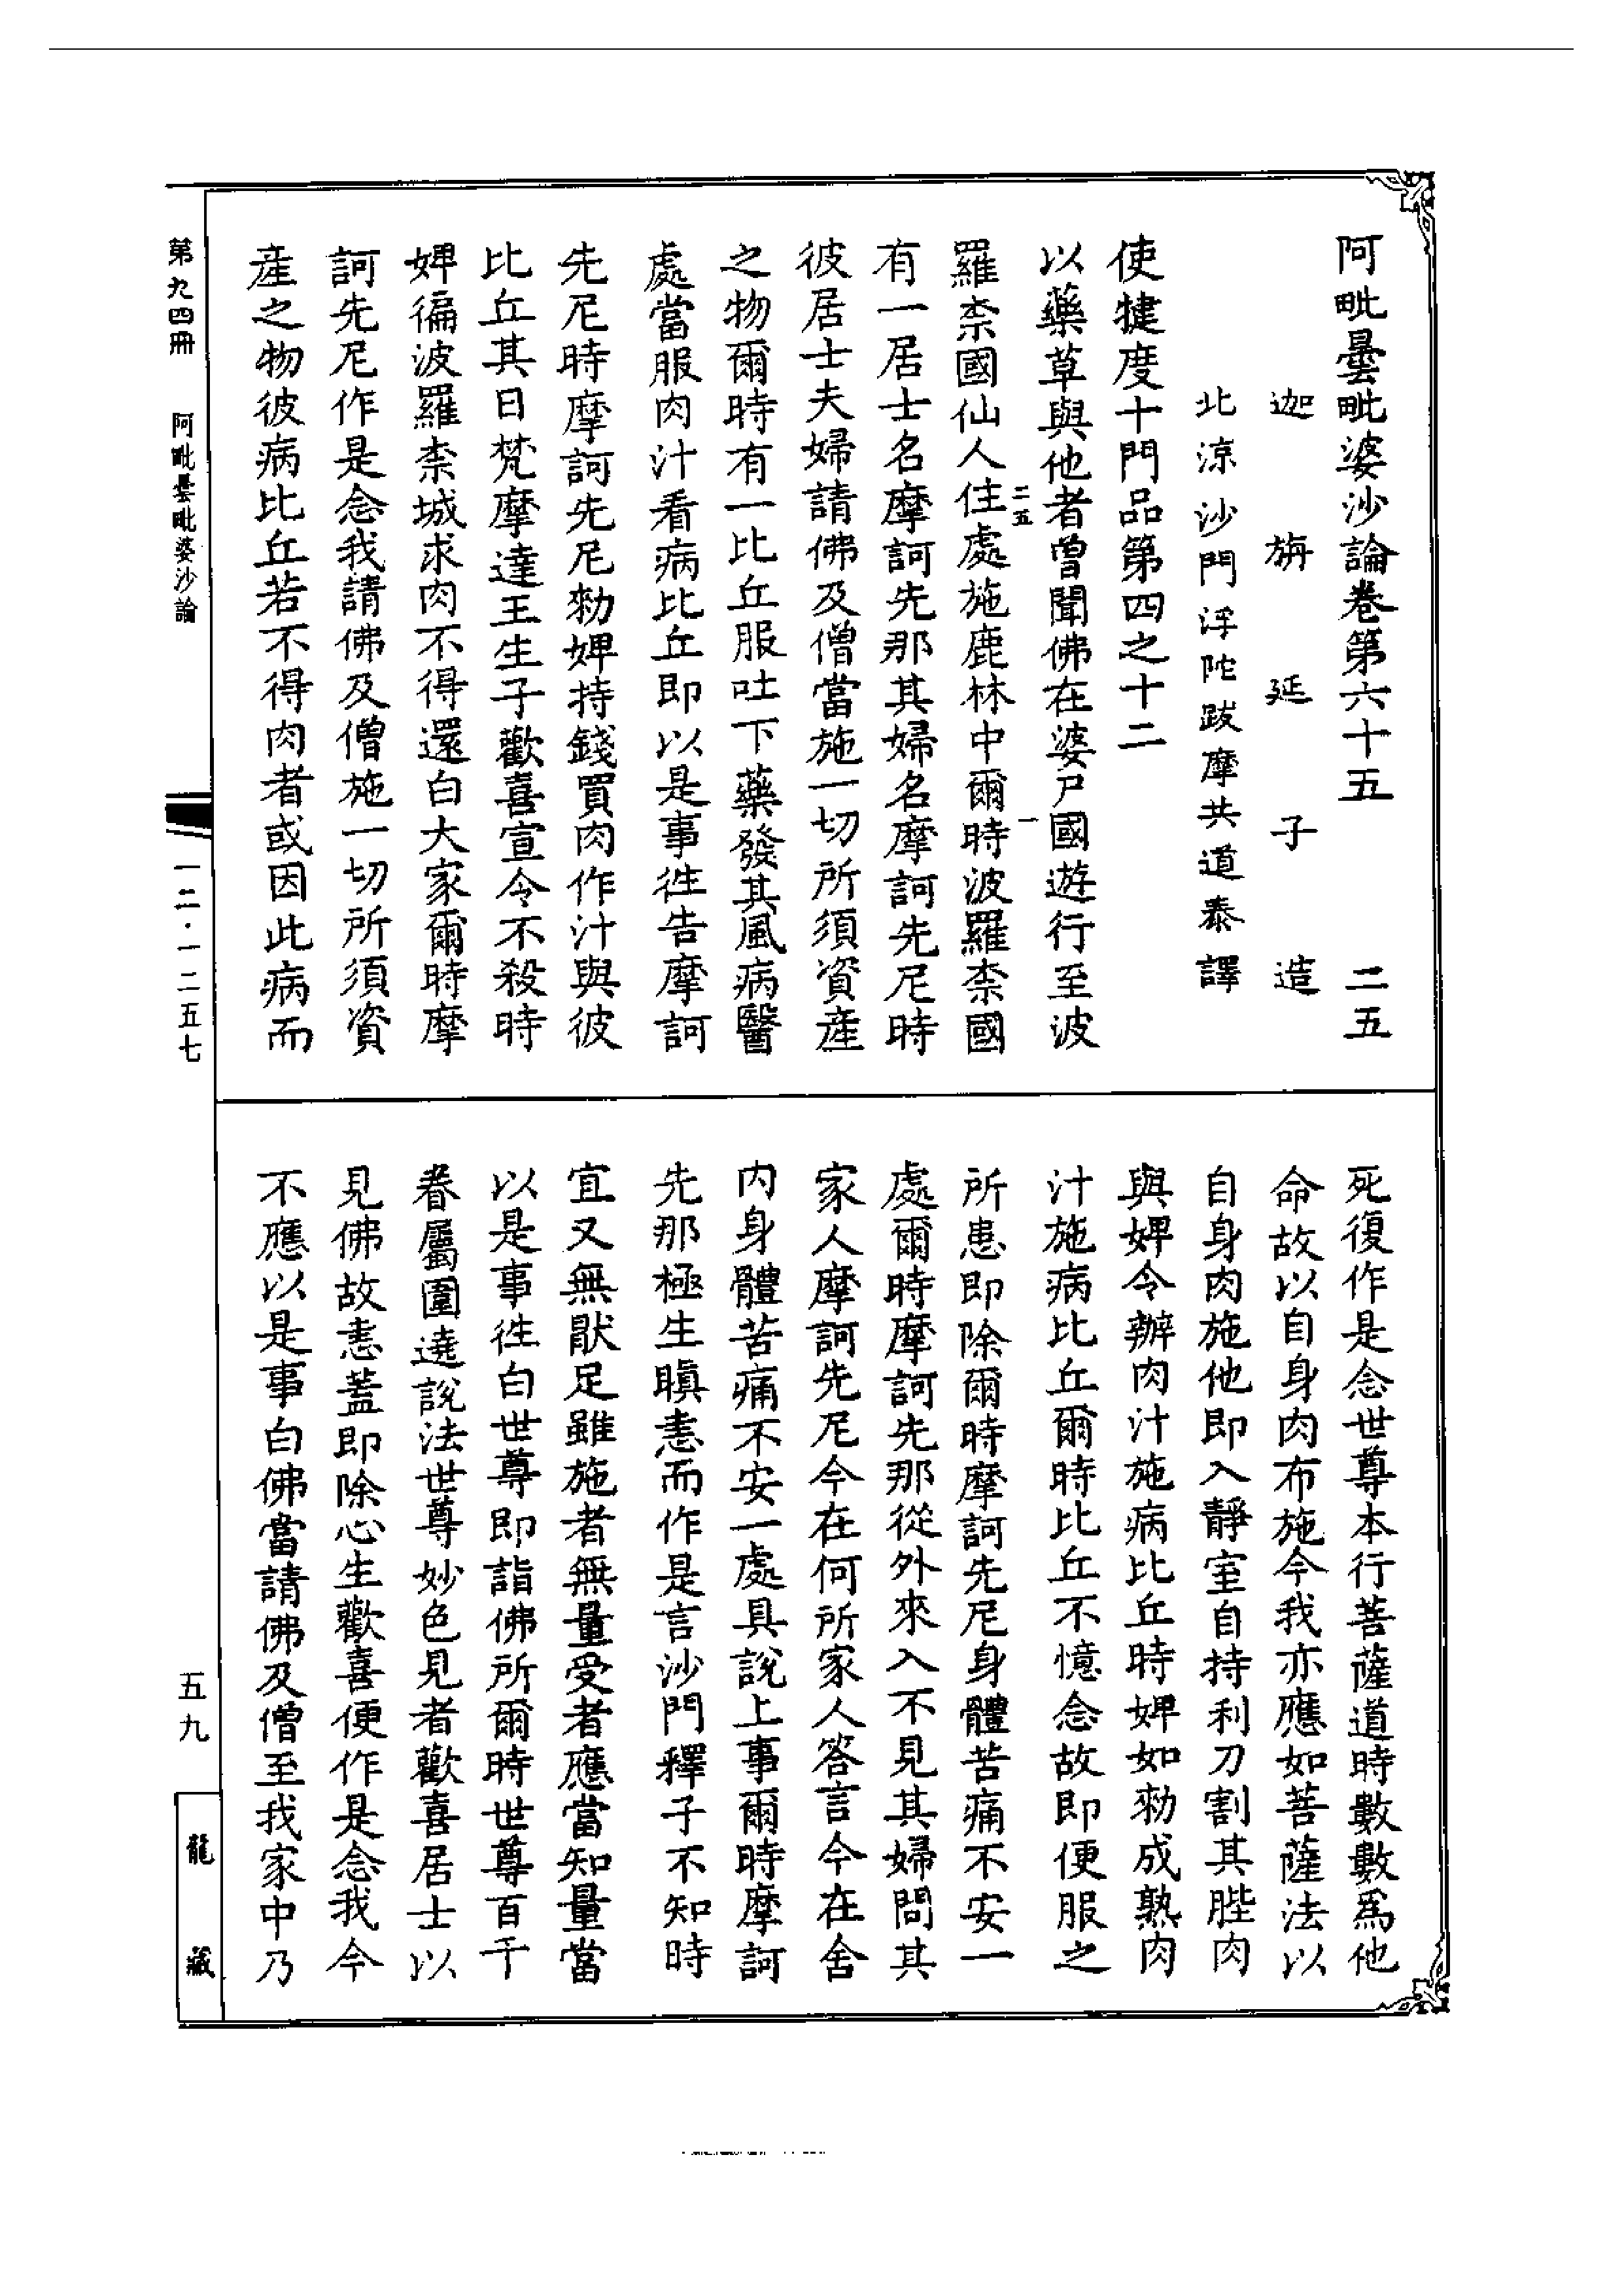 阿毗曇毗婆沙論卷第六十五　二五
迦旃延子造
北涼沙門浮陀跋摩共道泰譯
使犍度十門品第四之十二
以藥草與他者曾聞佛在婆尸國遊行至波
二五　一
羅柰國仙人住處施鹿林中爾時波羅柰國
有一居士名摩訶先那其婦名摩訶先尼時
彼居士夫婦請佛及僧當施一切所須資產
之物爾時有一比丘服吐下藥發其風病醫
處當服肉汁看病比丘即以是事徃告摩訶
先尼時摩訶先尼勑婢持錢買肉作汁與彼
比丘其日梵摩達王生子歡喜宣令不殺時
婢徧波羅柰城求肉不得還白大家爾時摩
訶先尼作是念我請佛及僧施一切所須資
產之物彼病比丘若不得肉者或因此病而
死復作是念世尊本行菩薩道時數數為他
命故以自身肉布施今我亦應如菩薩法以
自身肉施他即入靜室自持利刀割其䏶肉
與婢令辦肉汁施病比丘時婢如勑成熟肉
汁施病比丘爾時比丘不憶念故即便服之
所患即除爾時摩訶先尼身體苦痛不安一
處爾時摩訶先那從外來入不見其婦問其
家人摩訶先尼今在何所家人答言今在舍
內身體苦痛不安一處具說上事爾時摩訶
先那極生瞋恚而作是言沙門釋子不知時
宜又無猒足雖施者無量受者應當知量當
以是事徃白世尊即詣佛所爾時世尊百千
眷屬圍遶說法世尊妙色見者歡喜居士以
見佛故恚蓋即除心生歡喜便作是念我今
不應以是事白佛當請佛及僧至我家中乃
第九四冊　阿毗曇毗婆沙論
一二·一二五七
五九
龍藏